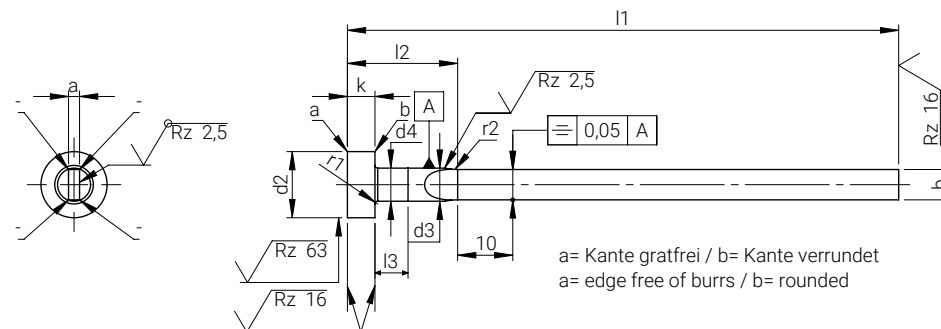 l1
l2
k
a
b
A
d4
Rz 2,5
r2
0,05 A
Rz 16
a
Rz 2,5
r1
d2
d3
10
l3
Rz 63
Rz 16
a= Kante gratfrei / b= Kante verrundet
a= edge free of burrs / b= rounded